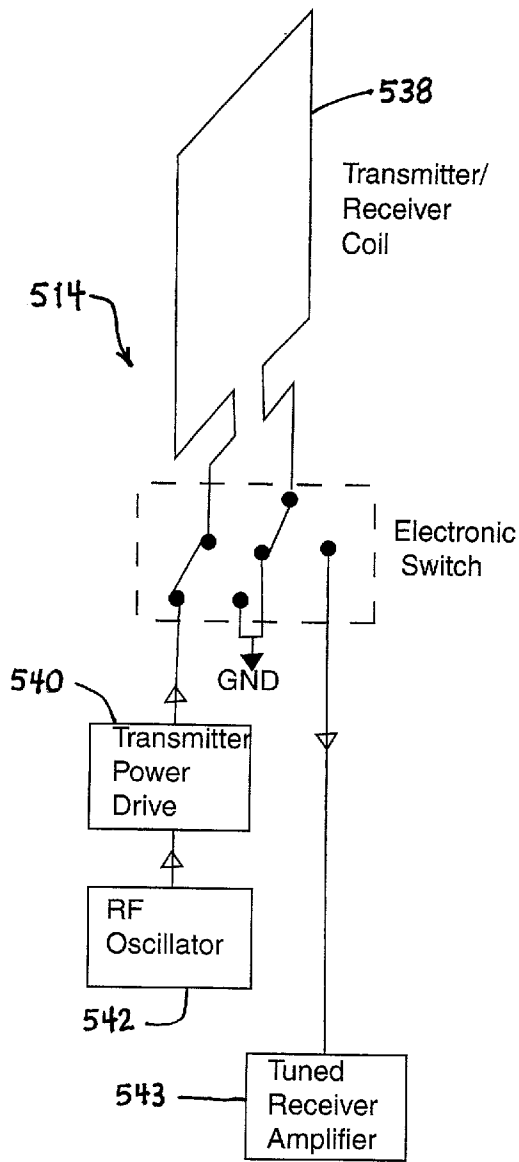 538
Transmitter/
Receiver
Coil
514
Electronic
Switch
GND
540
Transmitter
Power
Drive
RF
Oscillator
542
543
Tuned
Receiver
Amplifier